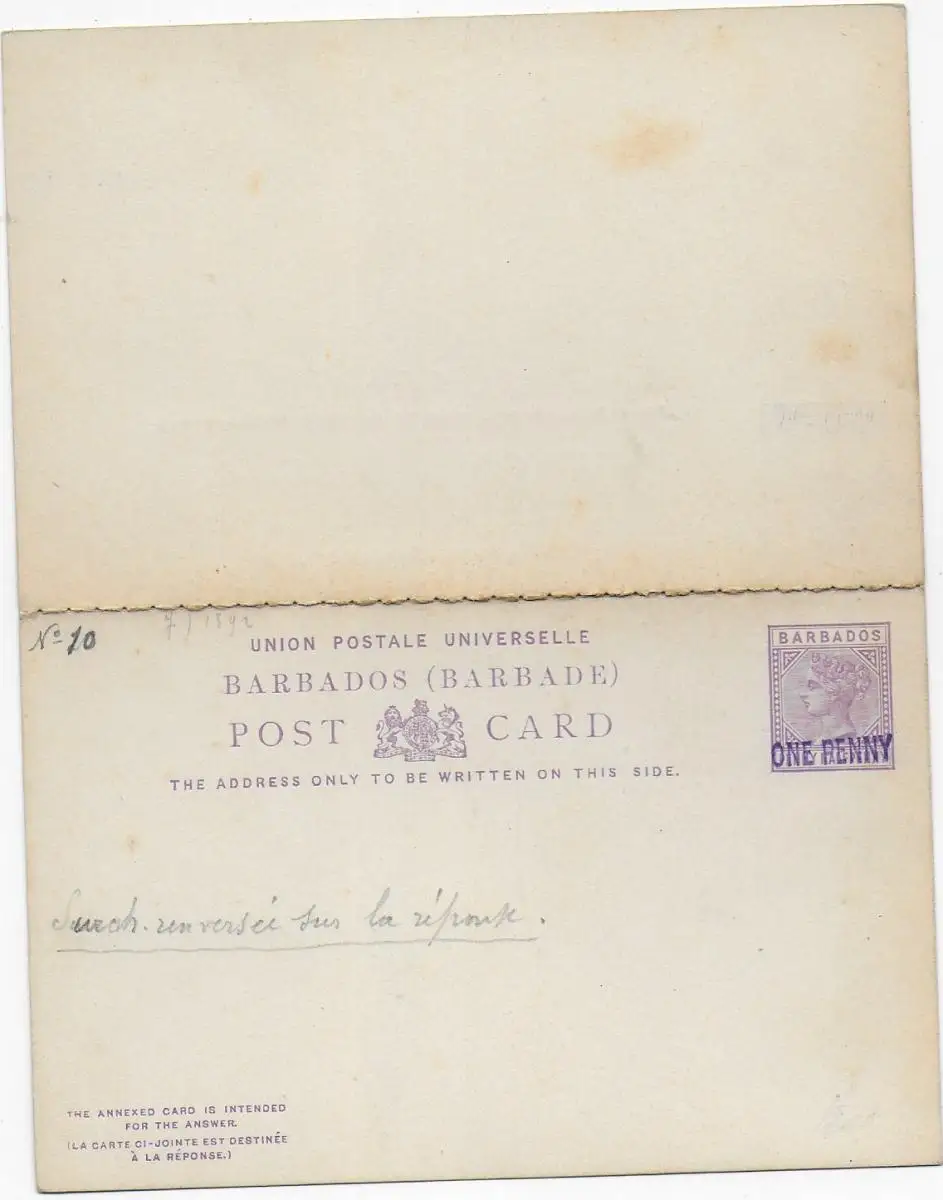 Nº 10
7) 1892
UNION POSTALE UNIVERSELLE
BARBADOS (BARBADE)
POST CARD
THE ADDRESS ONLY TO BE WRITTEN ON THIS SIDE.
BARBADOS
ONE PENNY
Surch. renversée sur la réponse.
THE ANNEXED CARD IS INTENDED
FOR THE ANSWER.
(LA CARTE CI-JOINTE EST DESTINÉE
À LA RÉPONSE.)